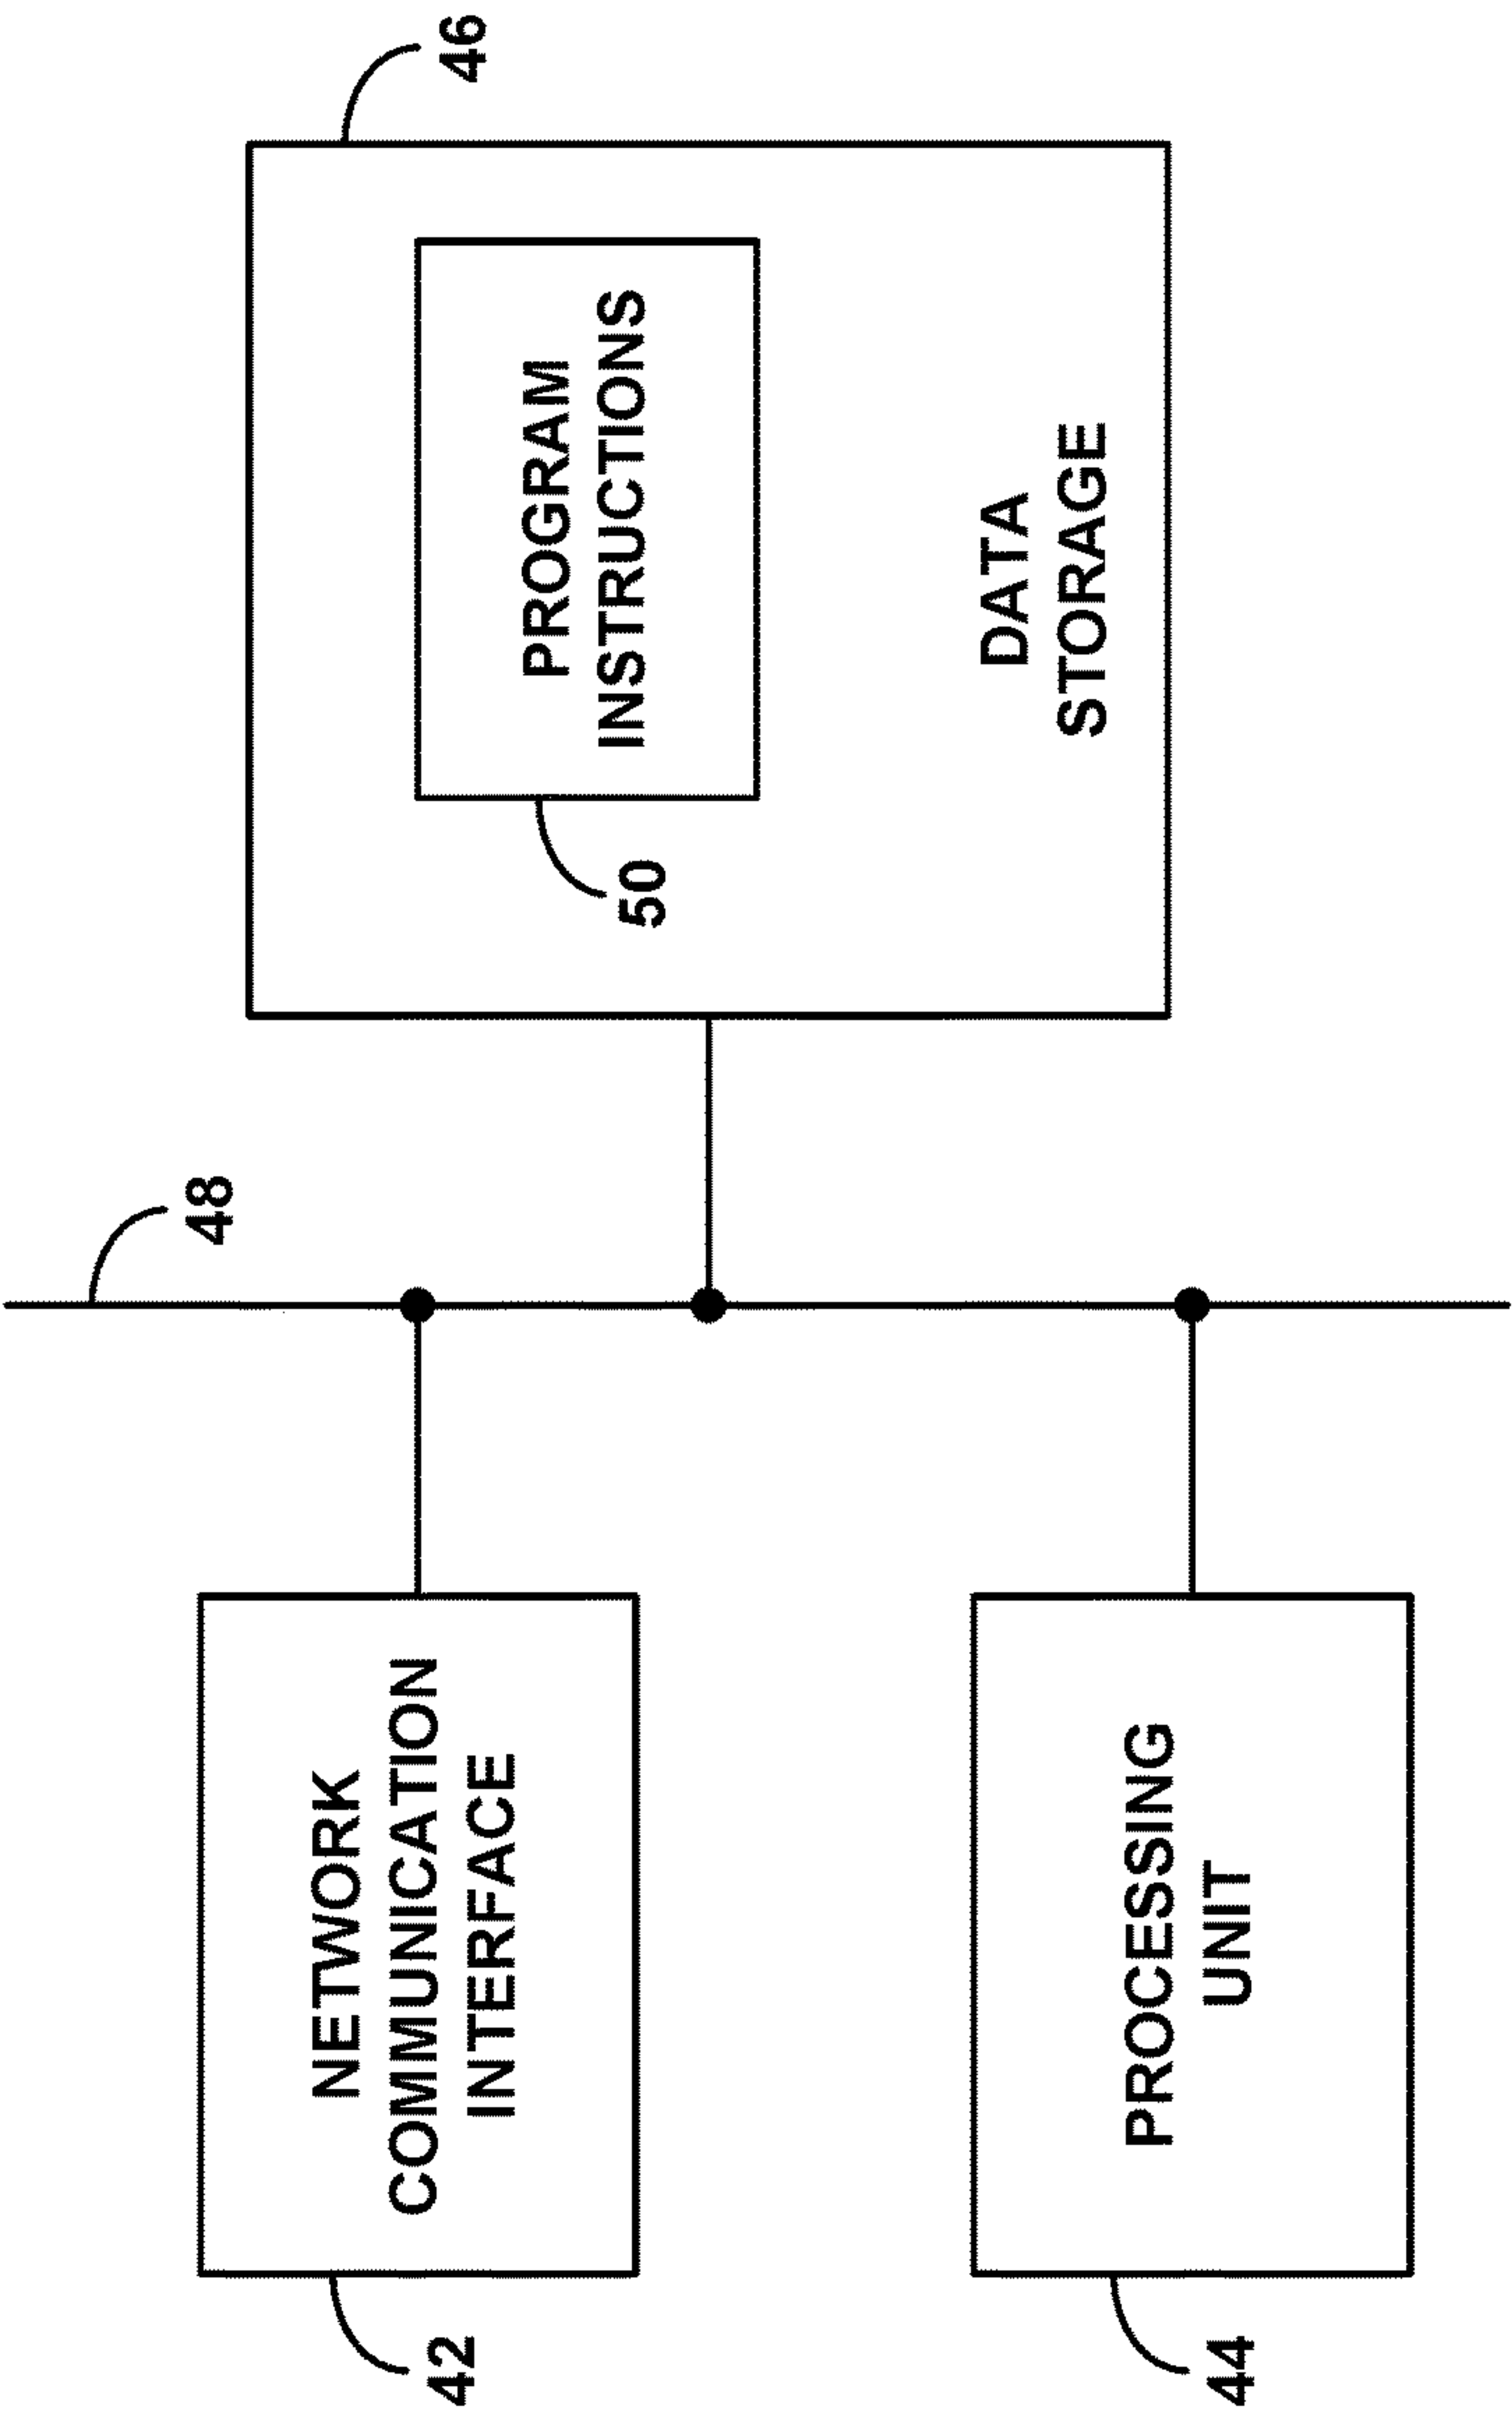 42
NETWORK
COMMUNICATION
INTERFACE
44
PROCESSING
UNIT
48
46
50
PROGRAM
INSTRUCTIONS
DATA
STORAGE